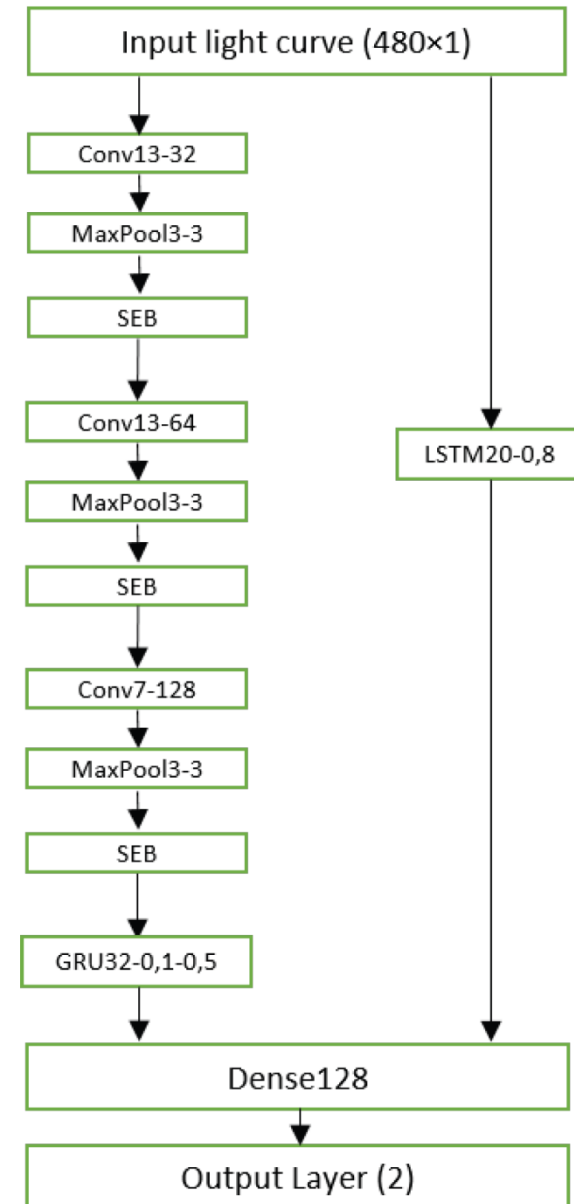 Input light curve (480×1)
Conv13-32
MaxPool3-3
SEB
Conv13-64
MaxPool3-3
SEB
Conv7-128
MaxPool3-3
SEB
GRU32-0,1-0,5
LSTM20-0,8
Dense128
Output Layer (2)